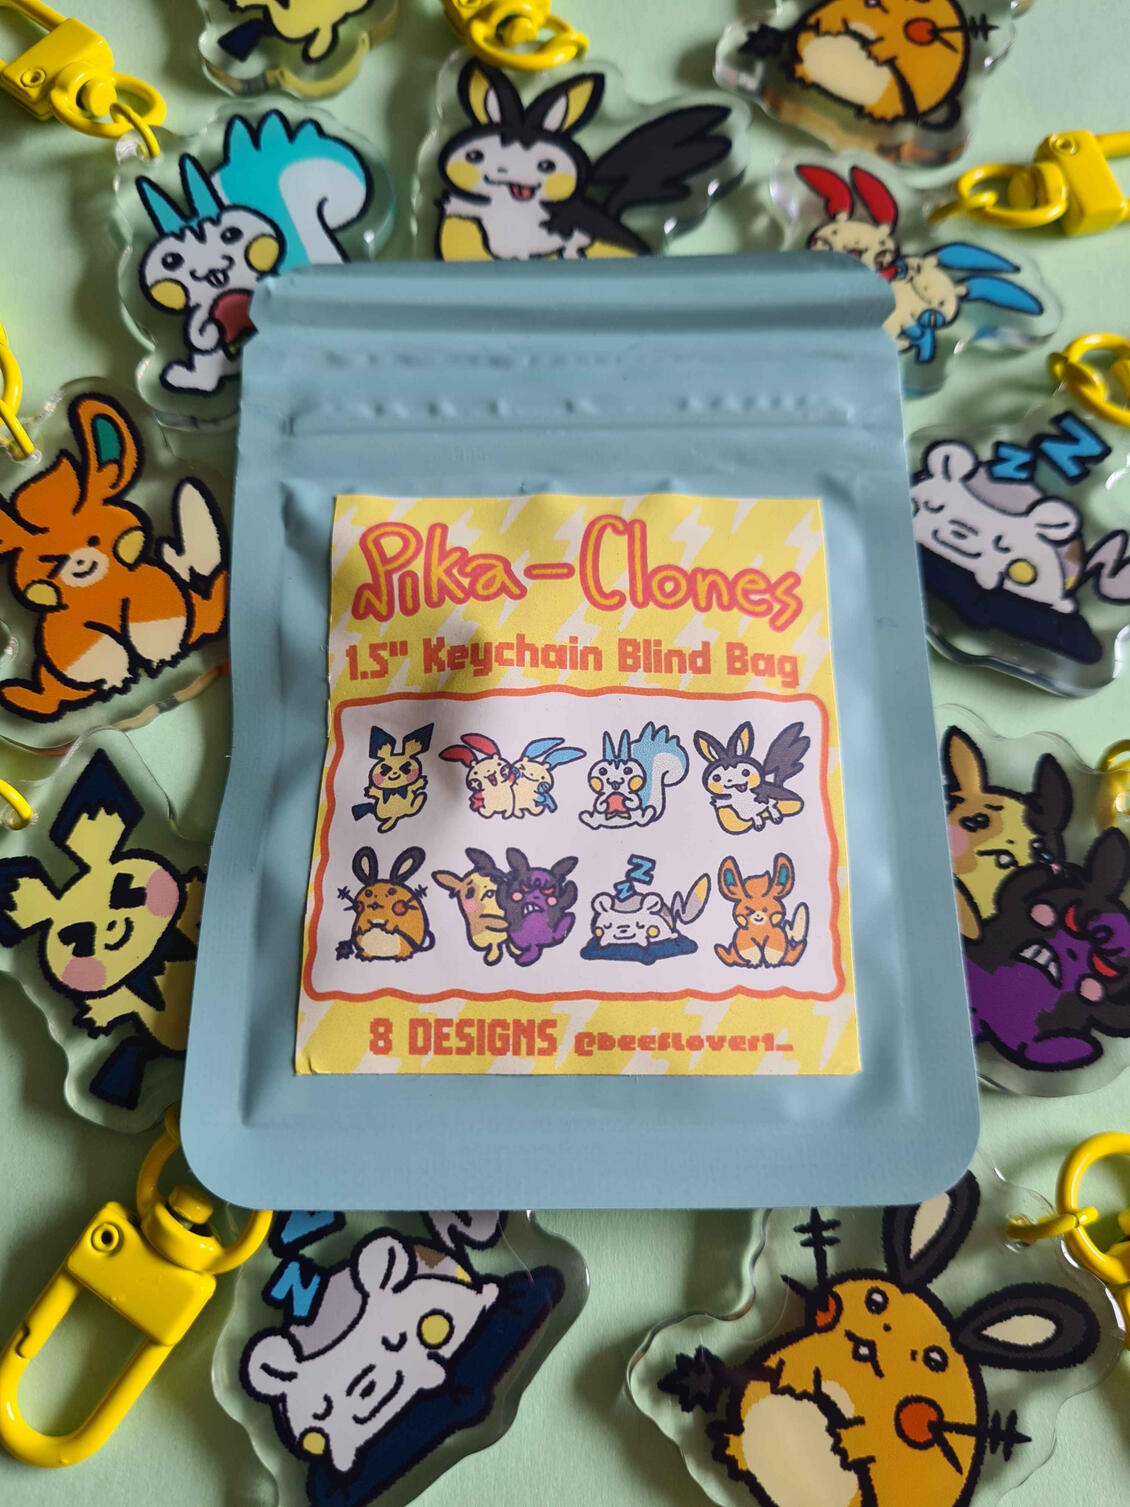 Pika-Clones
1.5" Keychain Blind Bag
Z
Z
Z
Z
8 DESIGNS @beeflover1_
Z